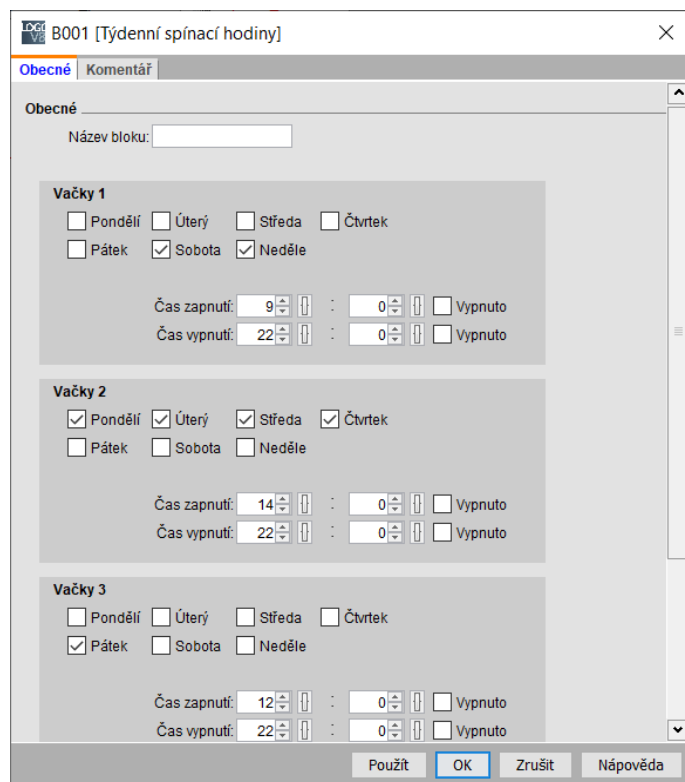 LOGO V8 B001 [Týdenní spínací hodiny]
Obecné Komentář
Obecné
Název bloku:
Vačky 1
Pondělí Úterý Středa Čtvrtek
Pátek Sobota Neděle
Čas zapnutí: 9 : 0 Vypnuto
Čas vypnutí: 22 : 0 Vypnuto
Vačky 2
Pondělí Úterý Středa Čtvrtek
Pátek Sobota Neděle
Čas zapnutí: 14 : 0 Vypnuto
Čas vypnutí: 22 : 0 Vypnuto
Vačky 3
Pondělí Úterý Středa Čtvrtek
Pátek Sobota Neděle
Čas zapnutí: 12 : 0 Vypnuto
Čas vypnutí: 22 : 0 Vypnuto
Použít OK Zrušit Nápověda